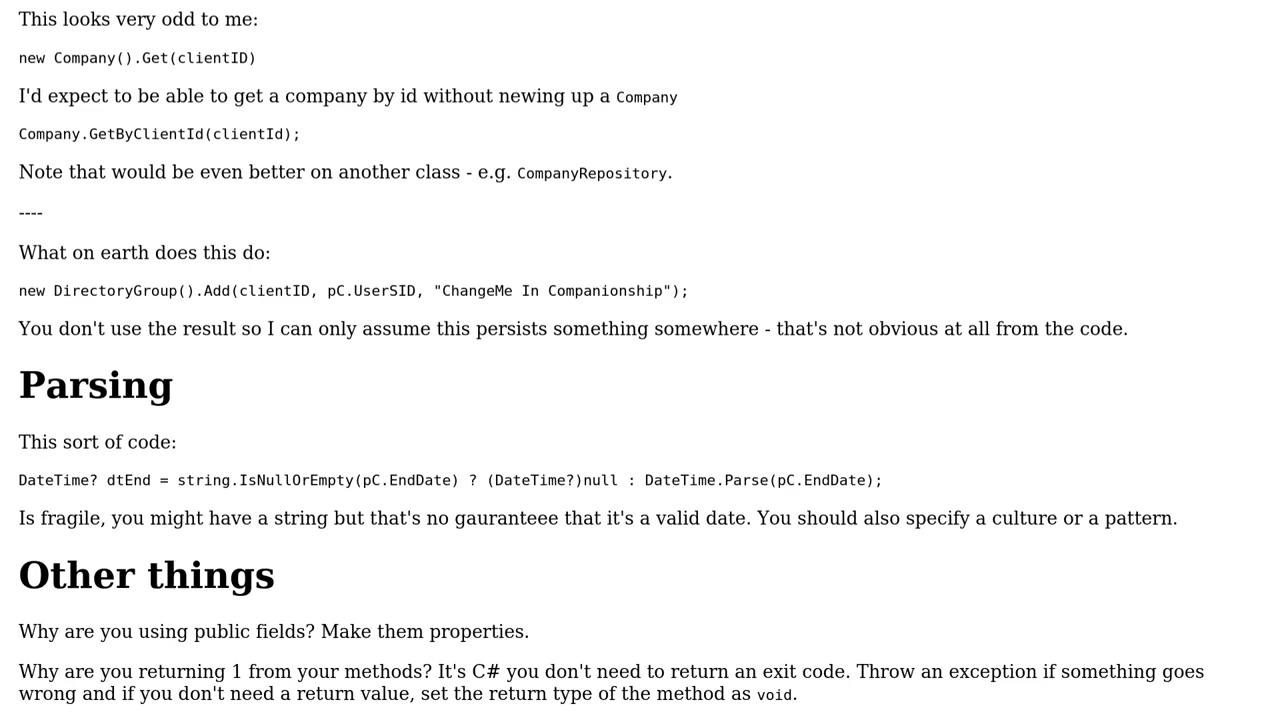 This looks very odd to me:
new Company().Get(clientID)
I'd expect to be able to get a company by id without newing up a Company
Company.GetByClientId(clientId);
Note that would be even better on another class - e.g. CompanyRepository.
----
What on earth does this do:
new DirectoryGroup().Add(clientID, pC.UserSID, "ChangeMe In Companionship");
You don't use the result so I can only assume this persists something somewhere - that's not obvious at all from the code.
Parsing
This sort of code:
DateTime? dtEnd = string.IsNullOrEmpty(pC.EndDate) ? (DateTime?)null : DateTime.Parse(pC.EndDate);
Is fragile, you might have a string but that's no gauranteee that it's a valid date. You should also specify a culture or a pattern.
Other things
Why are you using public fields? Make them properties.
Why are you returning 1 from your methods? It's C# you don't need to return an exit code. Throw an exception if something goes
wrong and if you don't need a return value, set the return type of the method as void.